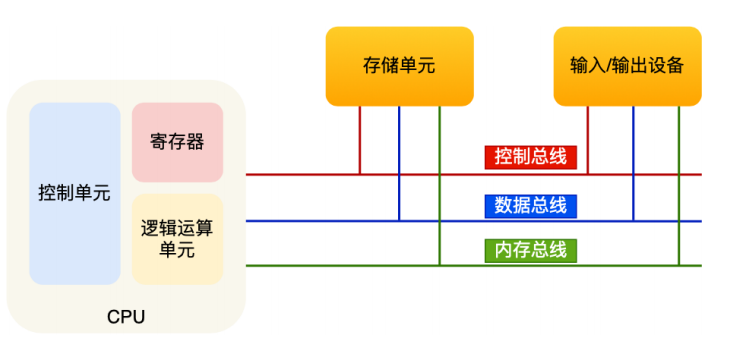 存储单元
输入/输出设备
控制单元
寄存器
逻辑运算
单元
CPU
控制总线
数据总线
内存总线